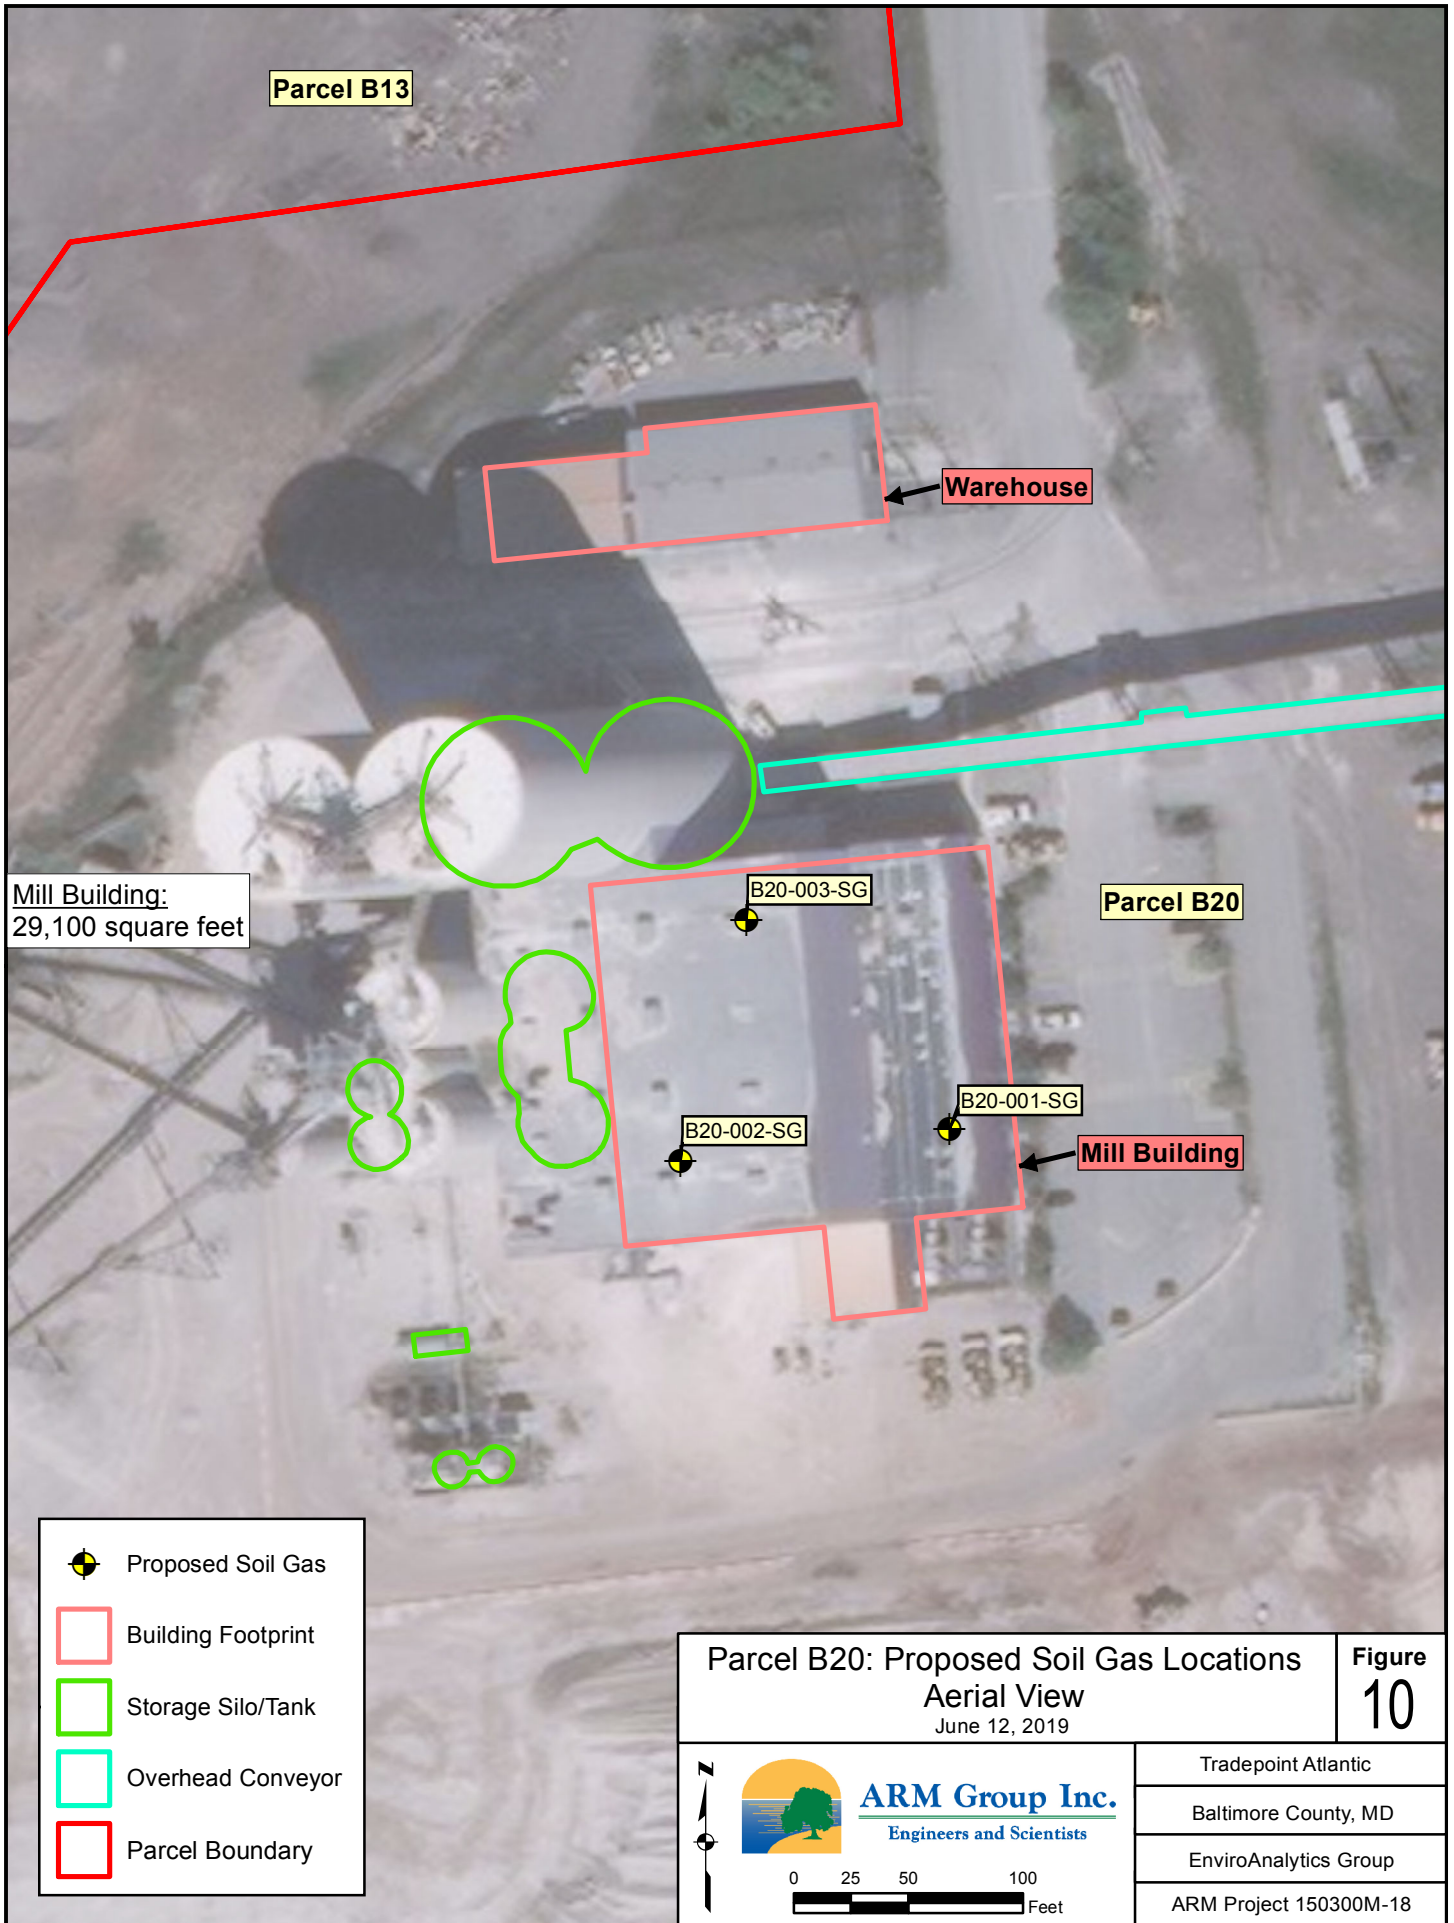 Parcel B13
Warehouse
Mill Building:
29,100 square feet
B20-003-SG
Parcel B20
B20-001-SG
B20-002-SG
Mill Building
Proposed Soil Gas
Building Footprint
Storage Silo/Tank
Overhead Conveyor
Parcel Boundary
Parcel B20: Proposed Soil Gas Locations
Aerial View
June 12, 2019
Figure
10
Z
ARM Group Inc.
Engineers and Scientists
0 25 50 100
Feet
Tradepoint Atlantic
Baltimore County, MD
EnviroAnalytics Group
ARM Project 150300M-18